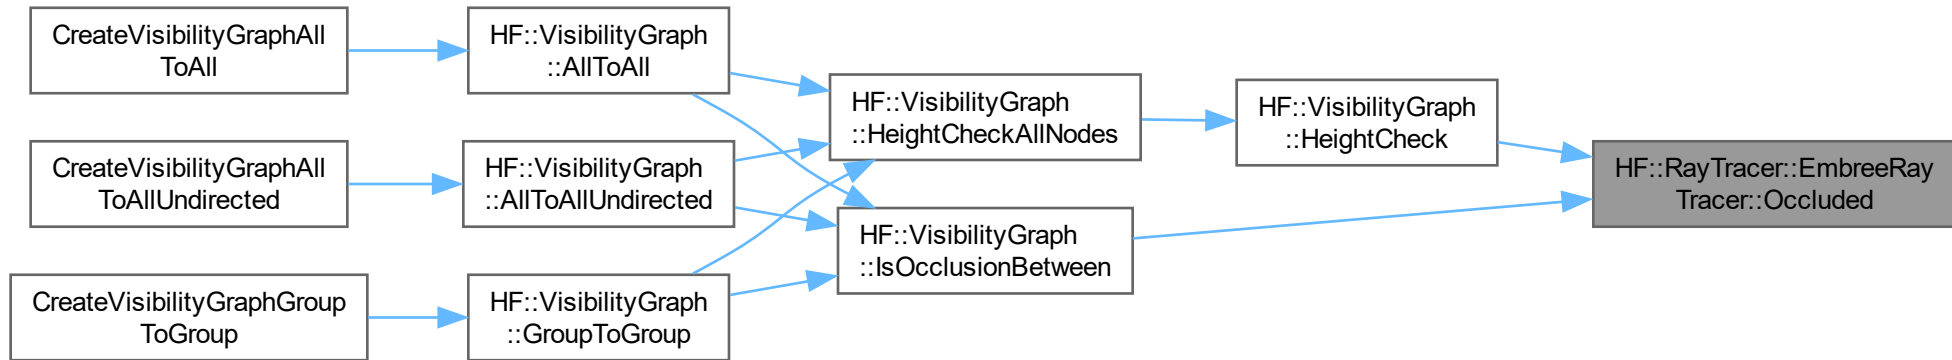 CreateVisibilityGraphAll
ToAll
HF::VisibilityGraph
::AllToAll
CreateVisibilityGraphAll
ToAllUndirected
HF::VisibilityGraph
::AllToAllUndirected
CreateVisibilityGraphGroup
ToGroup
HF::VisibilityGraph
::GroupToGroup
HF::VisibilityGraph
::HeightCheckAllNodes
HF::VisibilityGraph
::IsOcclusionBetween
HF::VisibilityGraph
::HeightCheck
HF::RayTracer::EmbreeRay
Tracer::Occluded